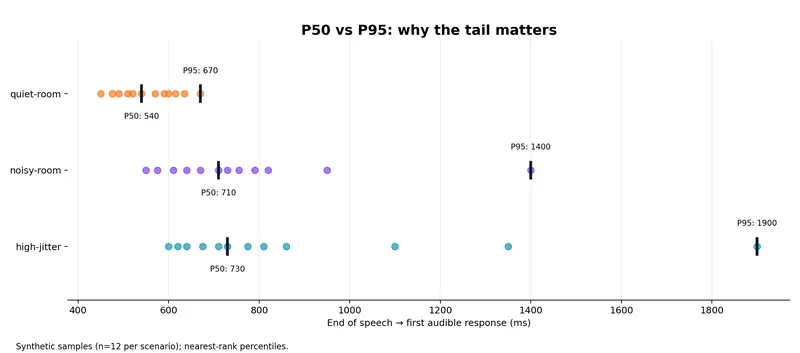 P50 vs P95: why the tail matters
P95: 670
quiet-room
P50: 540
P95: 1400
noisy-room
P50: 710
P95: 1900
high-jitter
P50: 730
400 600 800 1000 1200 1400 1600 1800
End of speech → first audible response (ms)
Synthetic samples (n=12 per scenario); nearest-rank percentiles.